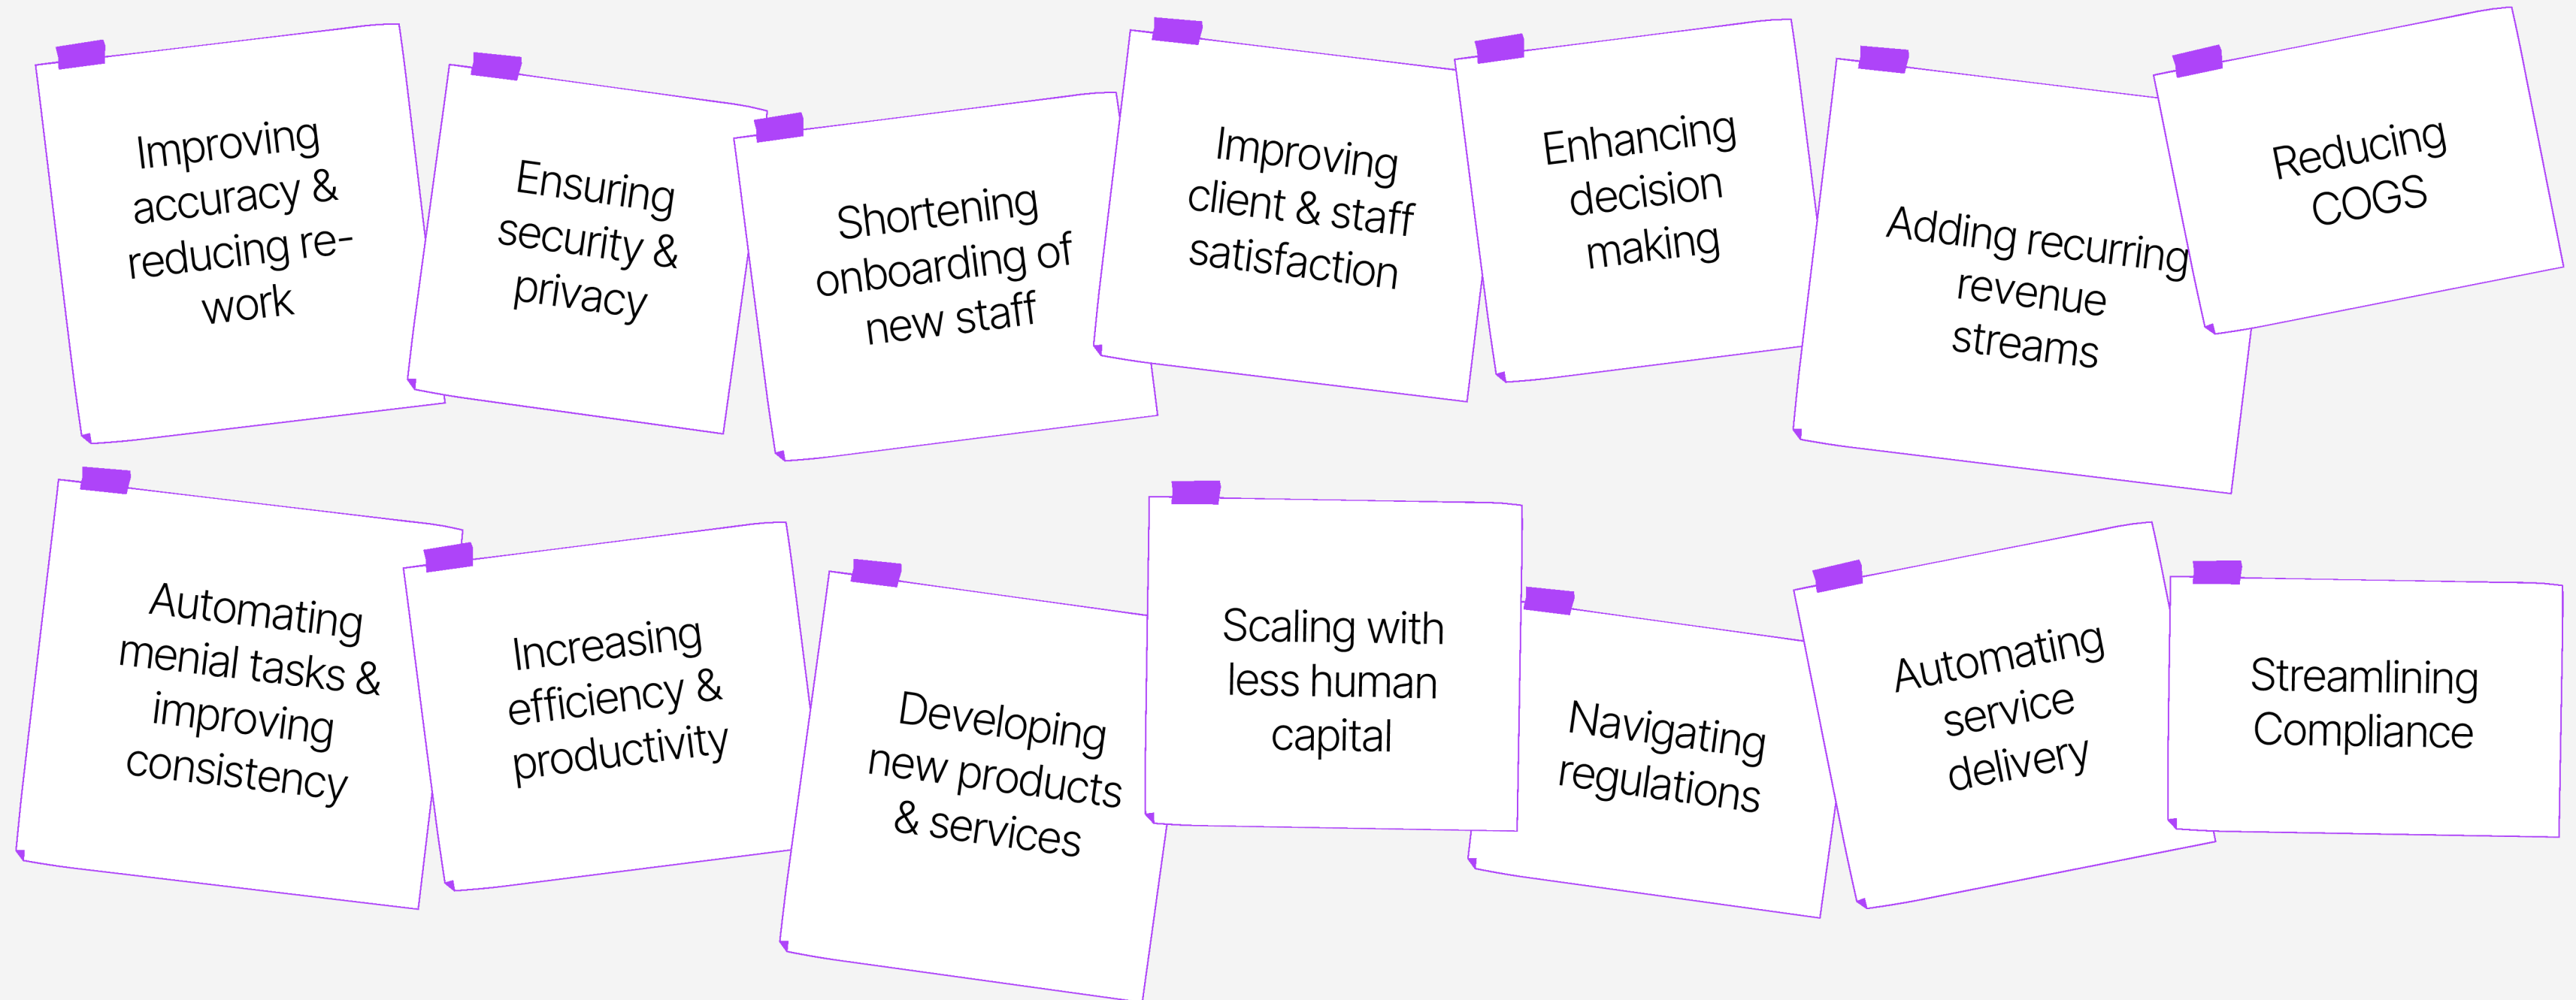 Improving
accuracy &
reducing re-
work
Ensuring
security &
privacy
Shortening
onboarding of
new staff
Improving
client & staff
satisfaction
Enhancing
decision
making
Adding recurring
revenue
streams
Reducing
COGS
Automating
menial tasks &
improving
consistency
Increasing
efficiency &
productivity
Developing
new products
& services
Scaling with
less human
capital
Navigating
regulations
Automating
service
delivery
Streamlining
Compliance